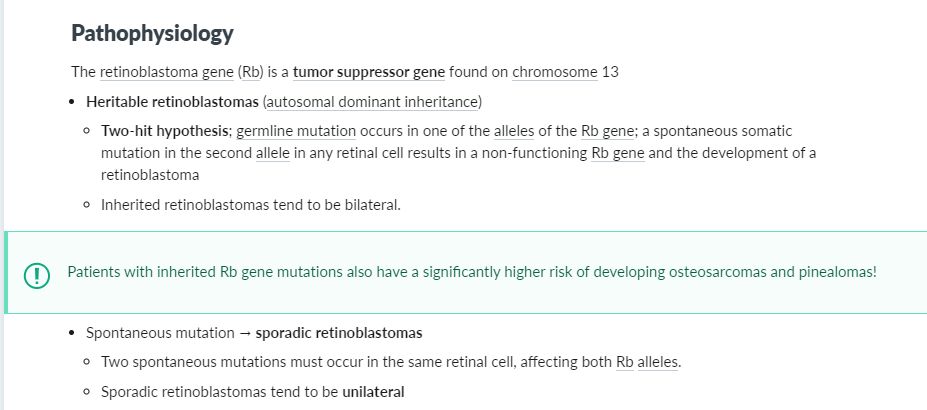 Pathophysiology
The retinoblastoma gene (Rb) is a tumor suppressor gene found on chromosome 13
• Heritable retinoblastomas (autosomal dominant inheritance)
◦ Two-hit hypothesis; germline mutation occurs in one of the alleles of the Rb gene; a spontaneous somatic
mutation in the second allele in any retinal cell results in a non-functioning Rb gene and the development of a
retinoblastoma
◦ Inherited retinoblastomas tend to be bilateral.
Patients with inherited Rb gene mutations also have a significantly higher risk of developing osteosarcomas and pinealomas!
• Spontaneous mutation → sporadic retinoblastomas
◦ Two spontaneous mutations must occur in the same retinal cell, affecting both Rb alleles.
◦ Sporadic retinoblastomas tend to be unilateral